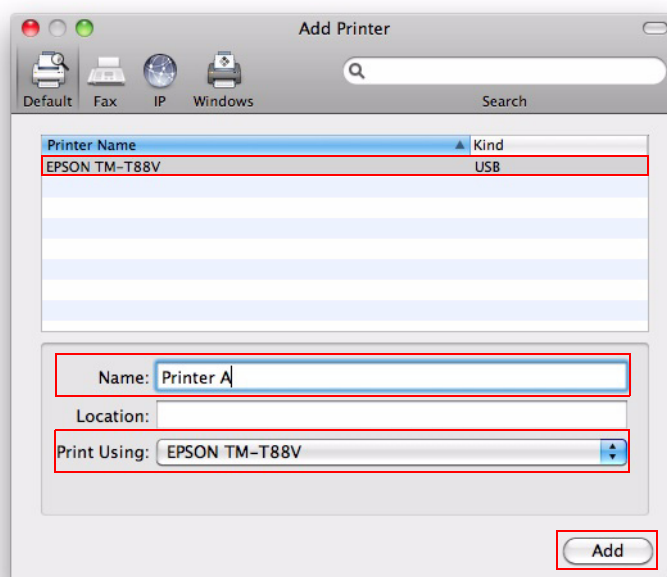 Add Printer
Default Fax IP Windows Search
Printer Name Kind
EPSON TM-T88V USB
Name: Printer A
Location:
Print Using: EPSON TM-T88V
Add